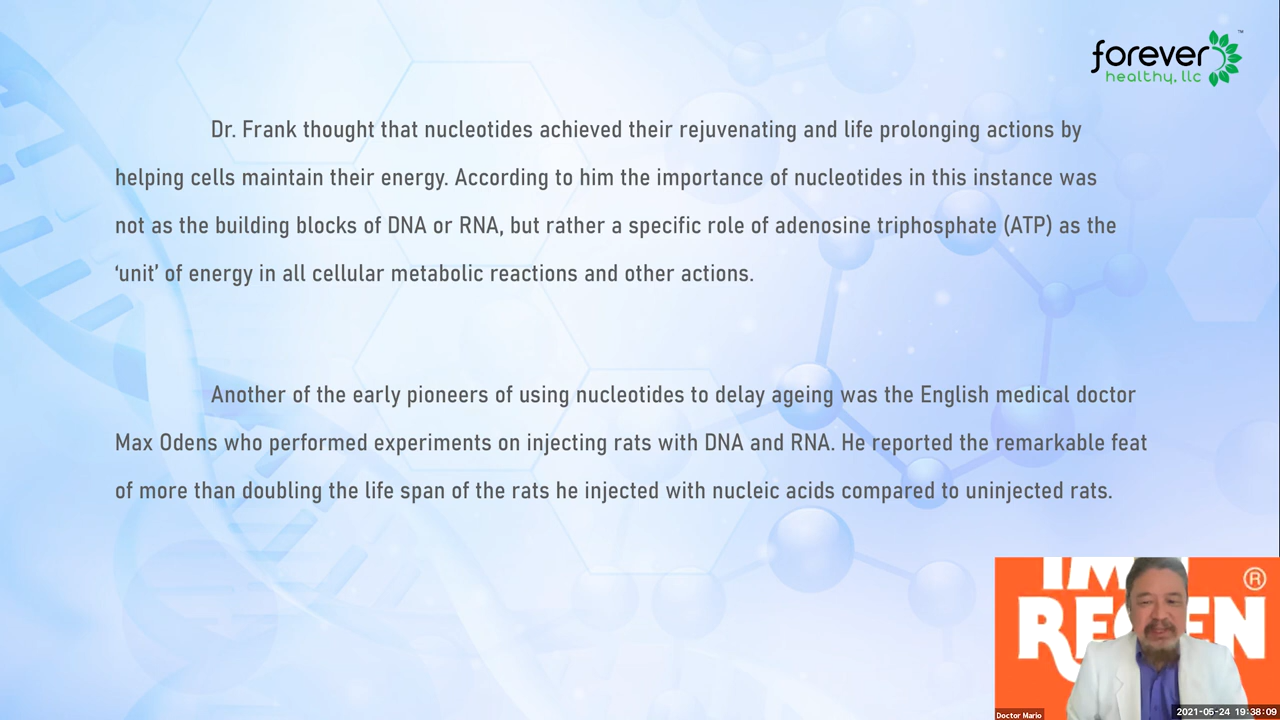 forever
™
healthy, llc
Dr. Frank thought that nucleotides achieved their rejuvenating and life prolonging actions by
helping cells maintain their energy. According to him the importance of nucleotides in this instance was
not as the building blocks of DNA or RNA, but rather a specific role of adenosine triphosphate (ATP) as the
‘unit’ of energy in all cellular metabolic reactions and other actions.
Another of the early pioneers of using nucleotides to delay ageing was the English medical doctor
Max Odens who performed experiments on injecting rats with DNA and RNA. He reported the remarkable feat
of more than doubling the life span of the rats he injected with nucleic acids compared to uninjected rats.
®
Doctor Mario
2021-05-24 19:38:09